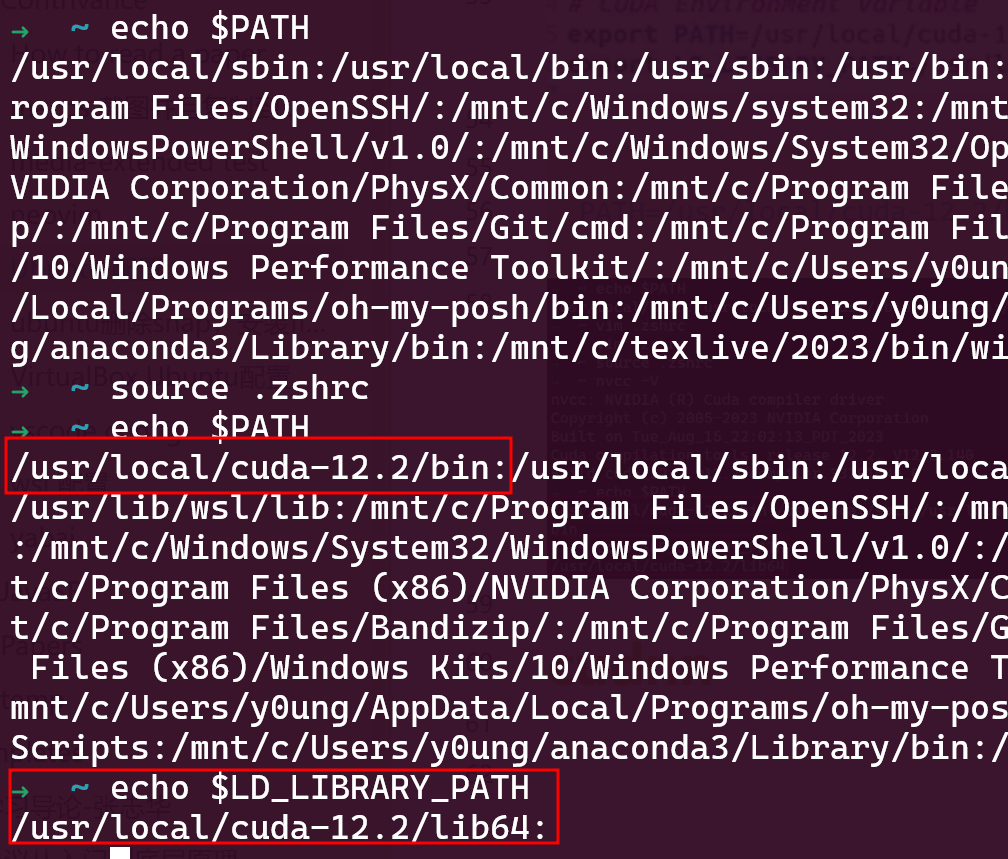 → ~ echo $PATH
/usr/local/sbin:/usr/local/bin:/usr/sbin:/usr/bin:
rogram Files/OpenSSH/:/mnt/c/Windows/system32:/mnt
WindowsPowerShell/v1.0/:/mnt/c/Windows/System32/Op
VIDIA Corporation/PhysX/Common:/mnt/c/Program File
p/:/mnt/c/Program Files/Git/cmd:/mnt/c/Program Fil
/10/Windows Performance Toolkit/:/mnt/c/Users/y0un
/Local/Programs/oh-my-posh/bin:/mnt/c/Users/y0ung/
g/anaconda3/Library/bin:/mnt/c/texlive/2023/bin/wi
→ ~ source .zshrc
→ ~ echo $PATH
/usr/local/cuda-12.2/bin:/usr/local/sbin:/usr/loca
/usr/lib/wsl/lib:/mnt/c/Program Files/OpenSSH/:/mn
:/mnt/c/Windows/System32/WindowsPowerShell/v1.0/:/
t/c/Program Files (x86)/NVIDIA Corporation/PhysX/C
t/c/Program Files/Bandizip/:/mnt/c/Program Files/G
Files (x86)/Windows Kits/10/Windows Performance T
mnt/c/Users/y0ung/AppData/Local/Programs/oh-my-pos
Scripts:/mnt/c/Users/y0ung/anaconda3/Library/bin:/
→ ~ echo $LD_LIBRARY_PATH
/usr/local/cuda-12.2/lib64: